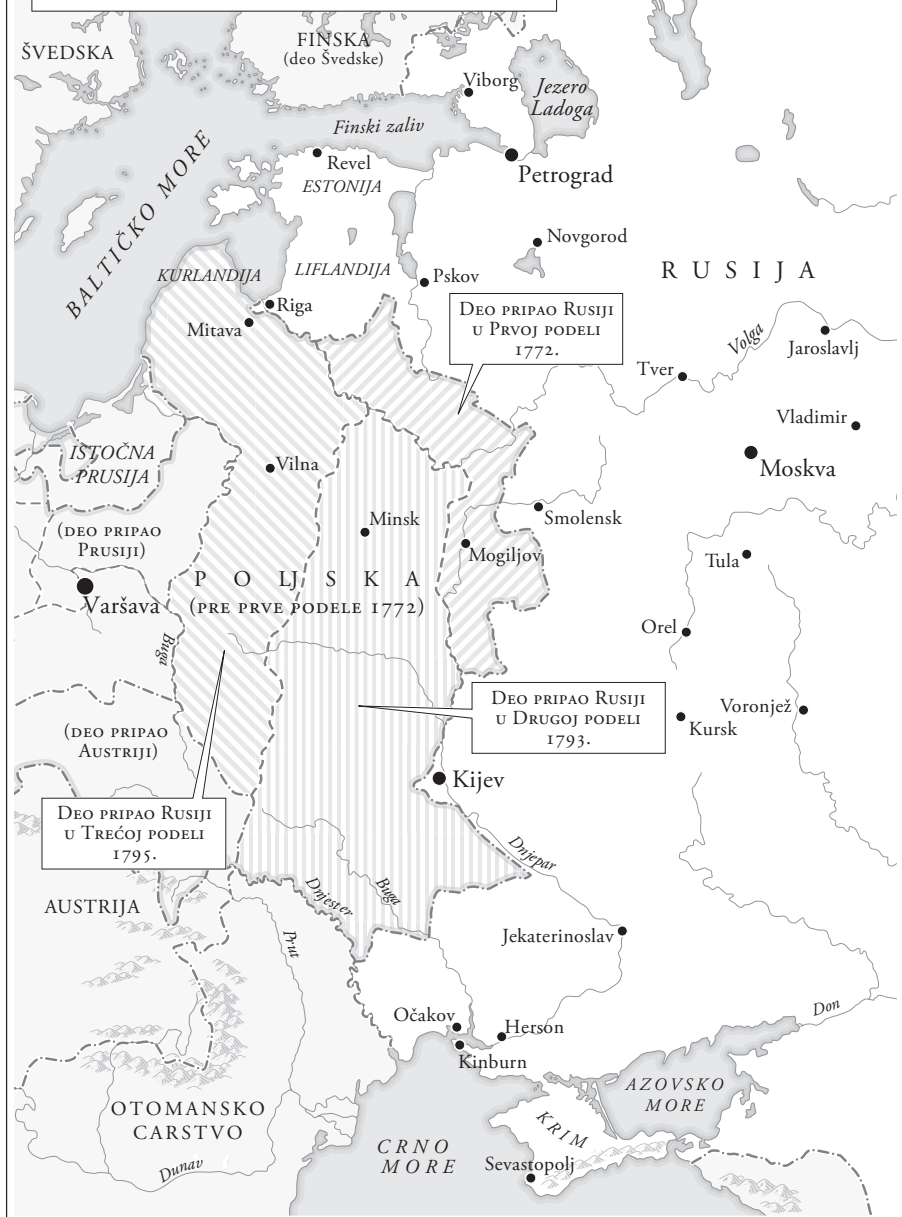 ŠVEDSKA
FINSKA
(deo Švedske)
Viborg
Jezero
Ladoga
Finski zaliv
Revel
ESTONIJA
Petrograd
BALTIČKO MORE
Novgorod
KURLANDIJA
LIFLANDIJA
Pskov
RUSIJA
Riga
Mitava
Deo pripao Rusiji
u Prvoj podeli
1772.
Volga
Jaroslavlj
Tver
Vladimir
Moskva
ISTOČNA
PRUSIJA
Vilna
Smolensk
(deo pripao
Prusiji)
Minsk
Mogiljov
Tula
POLJSKA
(pre prve podele 1772)
Varšava
Buga
Orel
Deo pripao Rusiji
u Drugoj podeli
1793.
Voronjež
Kursk
(deo pripao
Austriji)
Kijev
Deo pripao Rusiji
u Trećoj podeli
1795.
Dnjepar
AUSTRIJA
Dnjester
Buga
Prut
Jekaterinoslav
Očakov
Herson
Don
Kinburn
AZOVSKO
MORE
OTOMANSKO
CARSTVO
KRIM
CRNO
MORE
Dunav
Sevastopolj